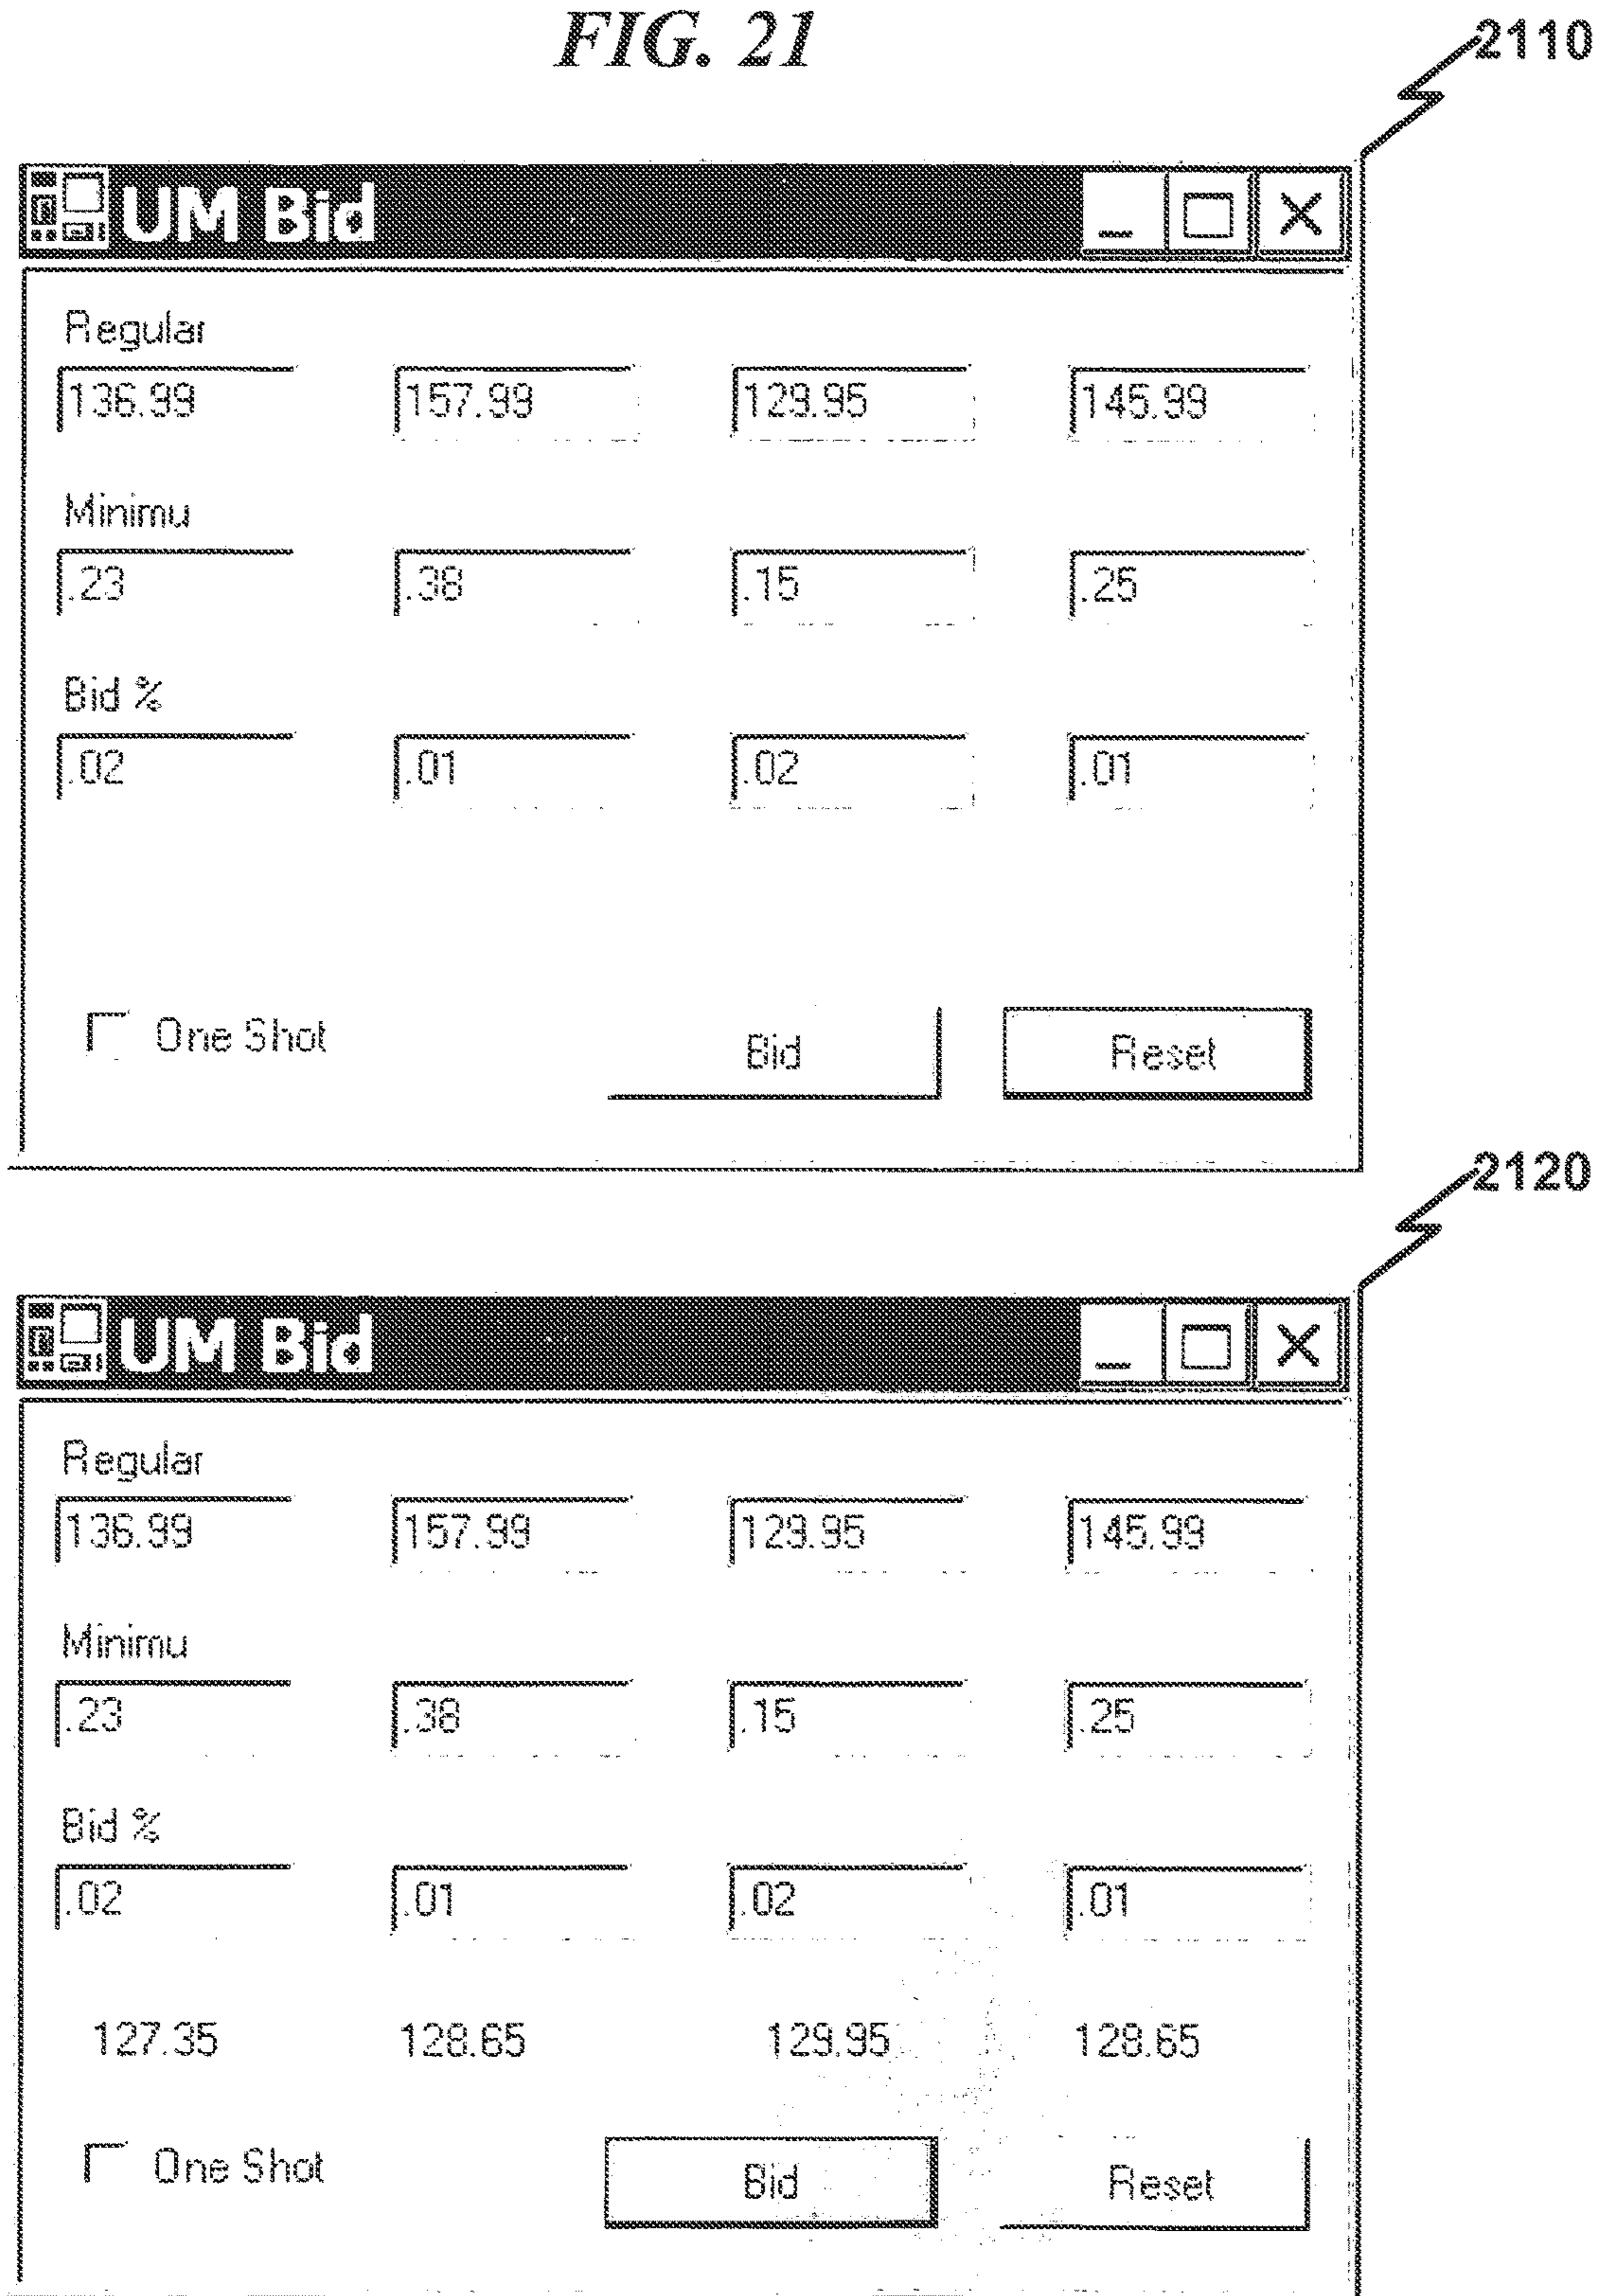 FIG. 21
2110
UM Bid
Regular
136.99 157.99 129.95 145.99
Minimu
.23 .38 .15 .25
Bid %
.02 .01 .02 .01
One Shot Bid Reset
2120
UM Bid
Regular
136.99 157.99 129.95 145.99
Minimu
.23 .38 .15 .25
Bid %
.02 .01 .02 .01
127.35 128.65 129.95 128.65
One Shot Bid Reset